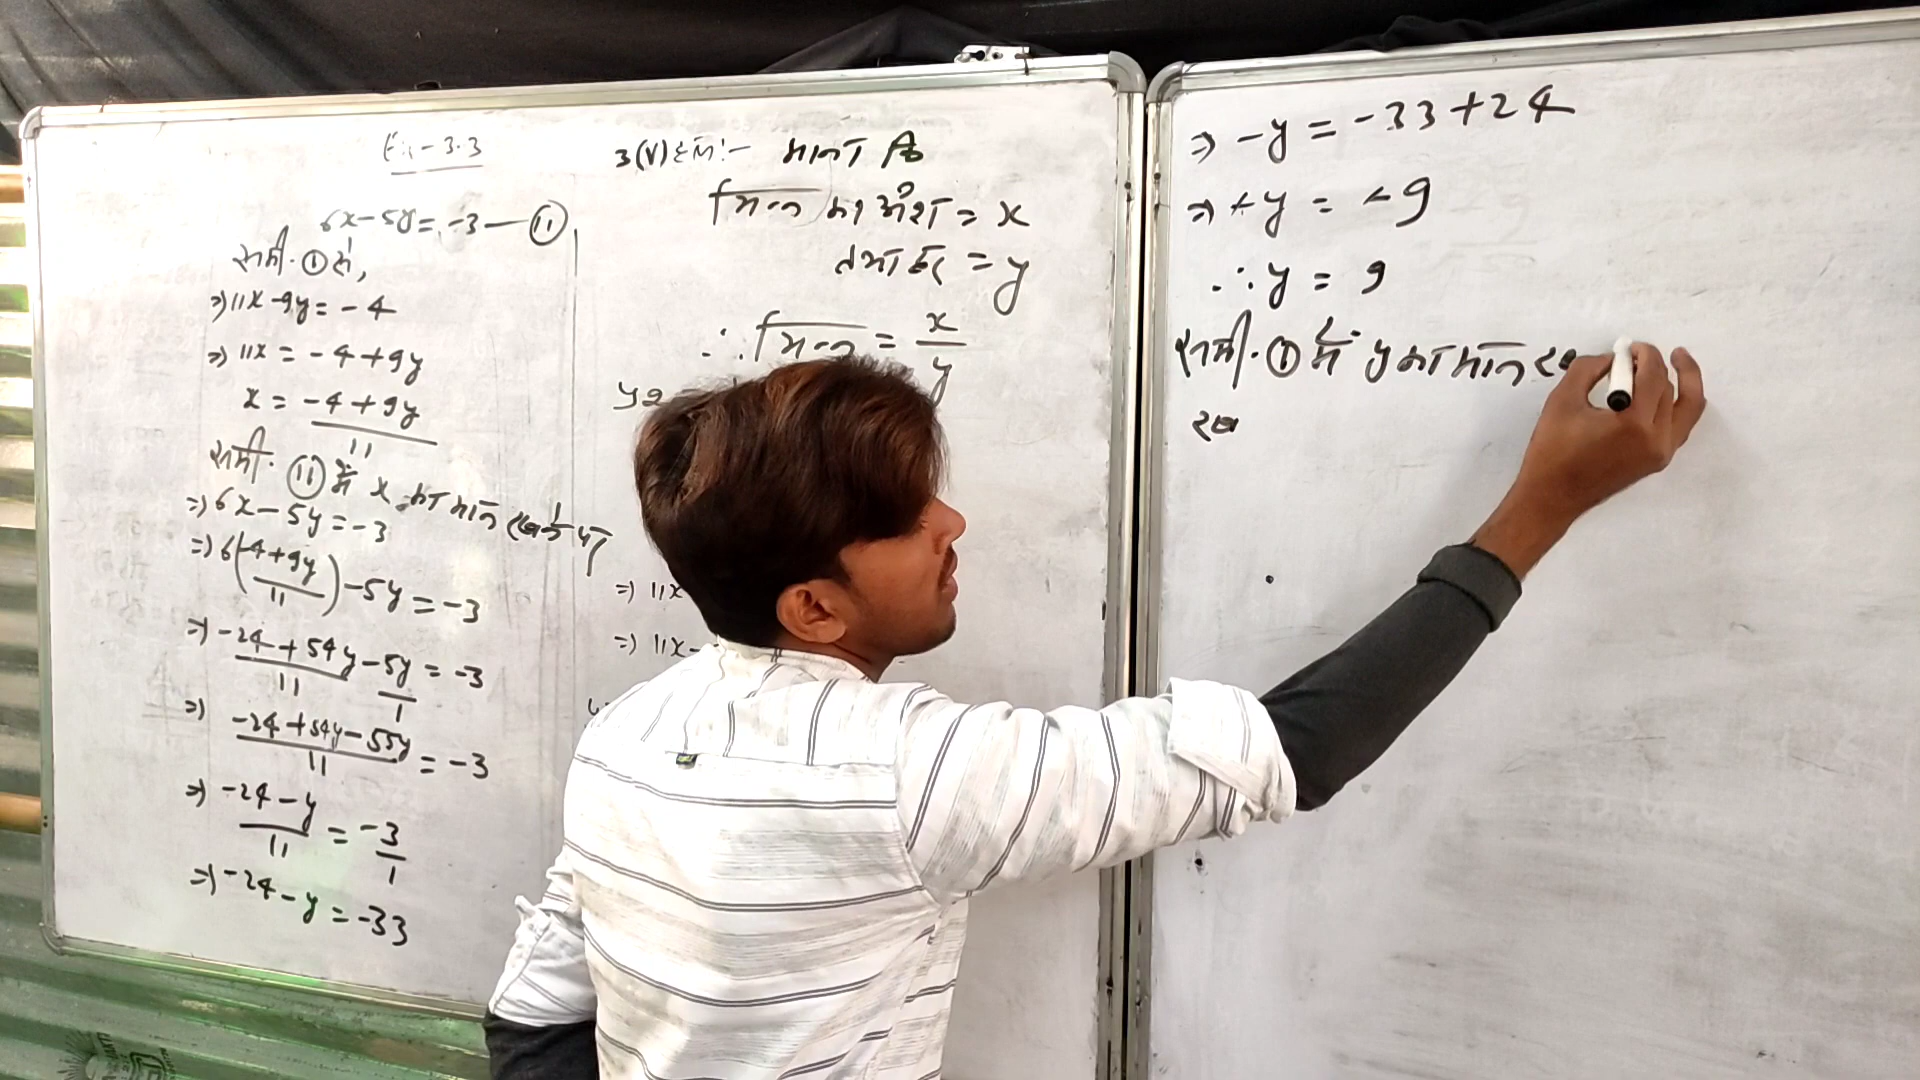 Ex-3.3
6x-5y=-3—(11)
समी.(1)से,
=)11x-9y=-4
=)11x=-4+9y
x=-4+9y/11
समी. (11)में x का मान रखने पर
=)6x-5y=-3
=)6(-4+9y/11)-5y=-3
=)-24+54y/11-5y/1=-3
=)-24+54y-55y/11=-3
=)-24-y/11=-3/1
=)-24-y=-33
3(V)हल:- माना कि
भिन्न का अंश=x
तथा हर=y
∴भिन्न=x/y
=)11x
=)11x-
=)-y=-33+24
=)+y=+9
∴y=9
समी.(1)में y का मान रख
रख